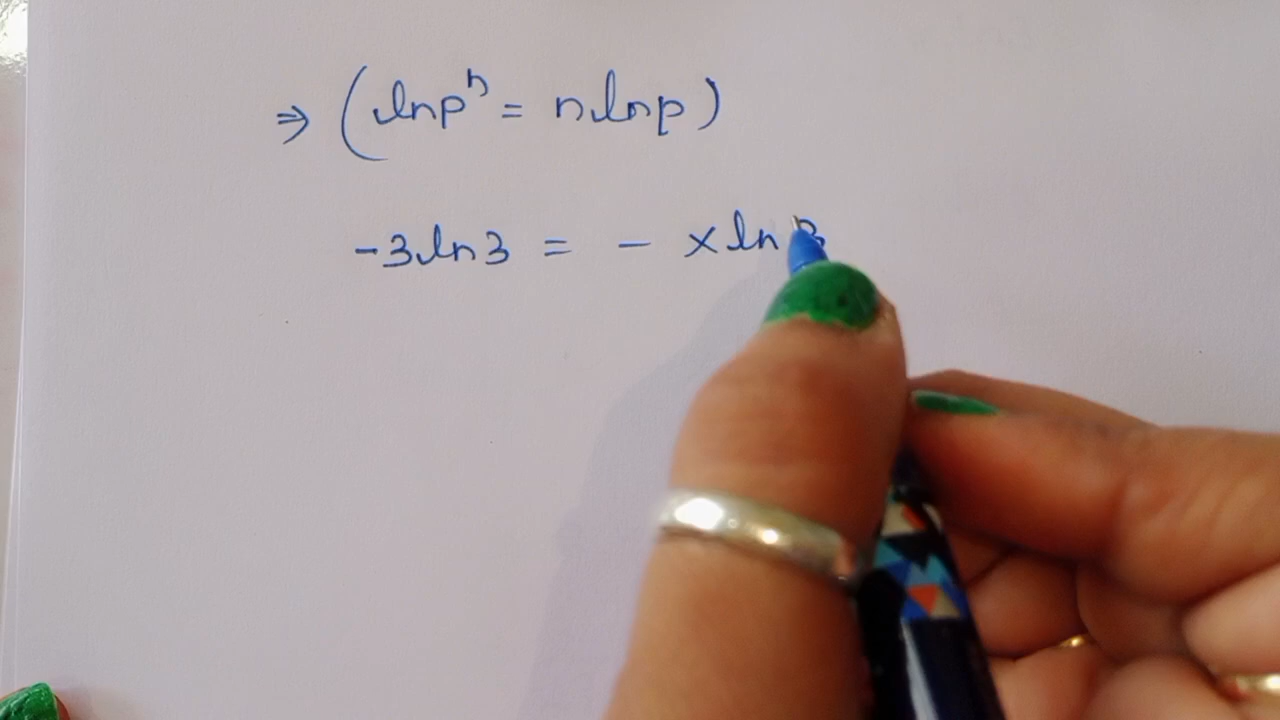 ⇒ (ln pⁿ = n ln p)
-3 ln 3 = - x ln